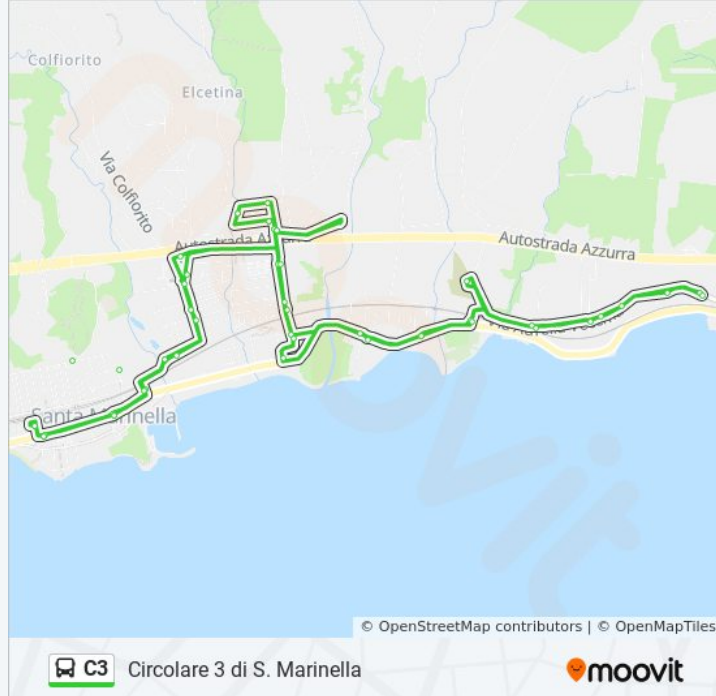 Colfiorito
Elcetina
Via Colfiorito
Autostrada Azzurra
Autostrada Azzurra
Santa Marinella
© OpenStreetMap contributors | © OpenMapTiles
C3 Circolare 3 di S. Marinella
moovit